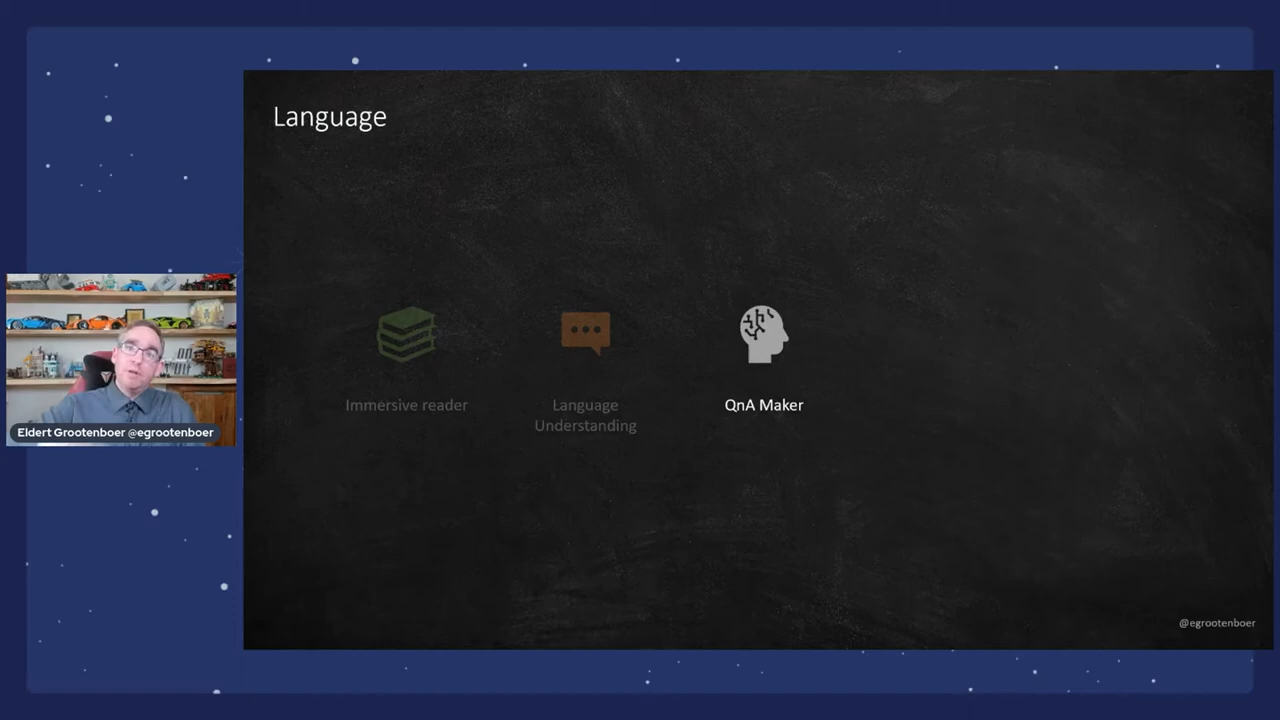 Language
Immersive reader
Language
Understanding
QnA Maker
Eldert Grootenboer @egrootenboer
@egrootenboer